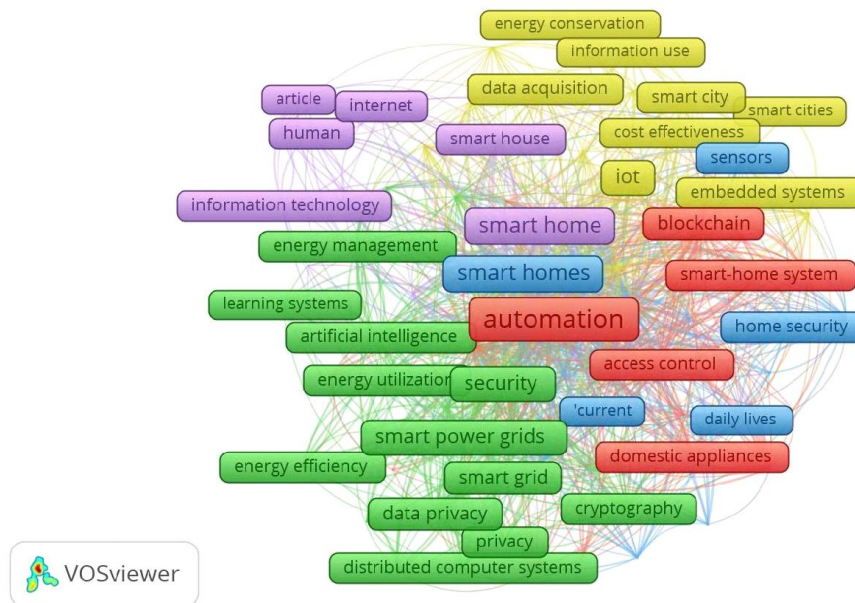 energy conservation
information use
data acquisition
smart city
article
internet
smart cities
human
smart house
cost effectiveness
sensors
iot
embedded systems
information technology
smart home
blockchain
energy management
smart homes
smart-home system
learning systems
automation
home security
artificial intelligence
access control
energy utilization
security
'current
daily lives
smart power grids
domestic appliances
energy efficiency
smart grid
data privacy
cryptography
privacy
distributed computer systems
VOSviewer